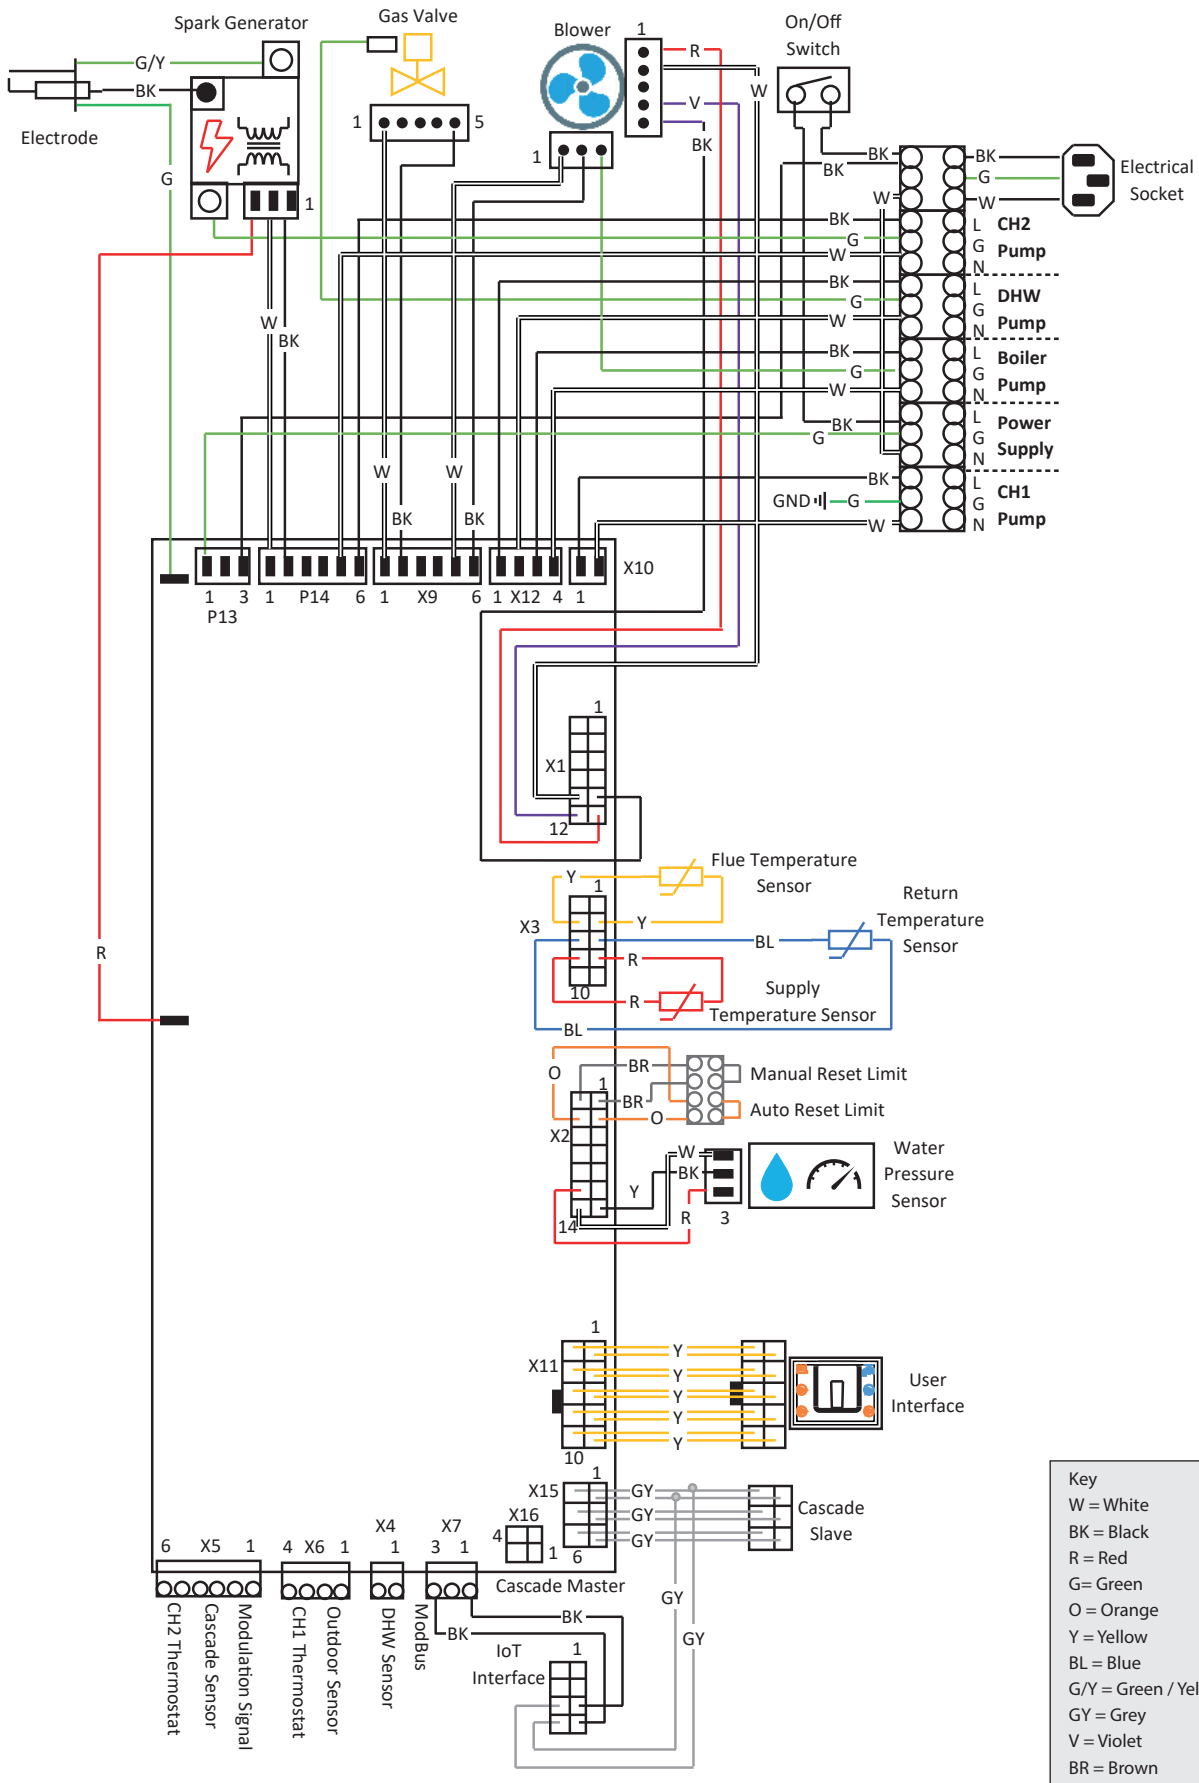 Spark Generator
Gas Valve
Blower
1
On/Off
Switch
G/Y
R
BK
W
V
1
5
Electrode
BK
BK
BK
BK
G
Electrical
Socket
G
1
1
W
W
BK
L
CH2
G
G
W
Pump
N
BK
L
DHW
G
G
W
W
Pump
N
BK
BK
L
Boiler
G
G
W
Pump
N
BK
L
Power
G
G
W
W
Supply
N
BK
L
CH1
GND
G
G
BK
BK
W
Pump
N
X10
1
3
1
P14
6
1
X9
6
1
X12
4
1
P13
1
X1
12
Flue Temperature
Sensor
Y
1
Return
Temperature
Sensor
X3
Y
BL
R
R
10
R
Supply
Temperature Sensor
BL
O
BR
Manual Reset Limit
1
BR
Auto Reset Limit
O
X2
W
Water
Pressure
Sensor
BK
Y
14
R
3
1
X11
Y
Y
Y
Y
Y
User
Interface
10
1
X15
GY
GY
GY
Cascade
Slave
X16
4
1
6
Cascade Master
6
X5
1
4
X6
1
X4
1
X7
3
1
CH2 Thermostat
Cascade Sensor
Modulation Signal
CH1 Thermostat
Outdoor Sensor
DHW Sensor
ModBus
BK
BK
GY
GY
IoT
Interface
1
Key
W = White
BK = Black
R = Red
G= Green
O = Orange
Y = Yellow
BL = Blue
G/Y = Green / Yel
GY = Grey
V = Violet
BR = Brown